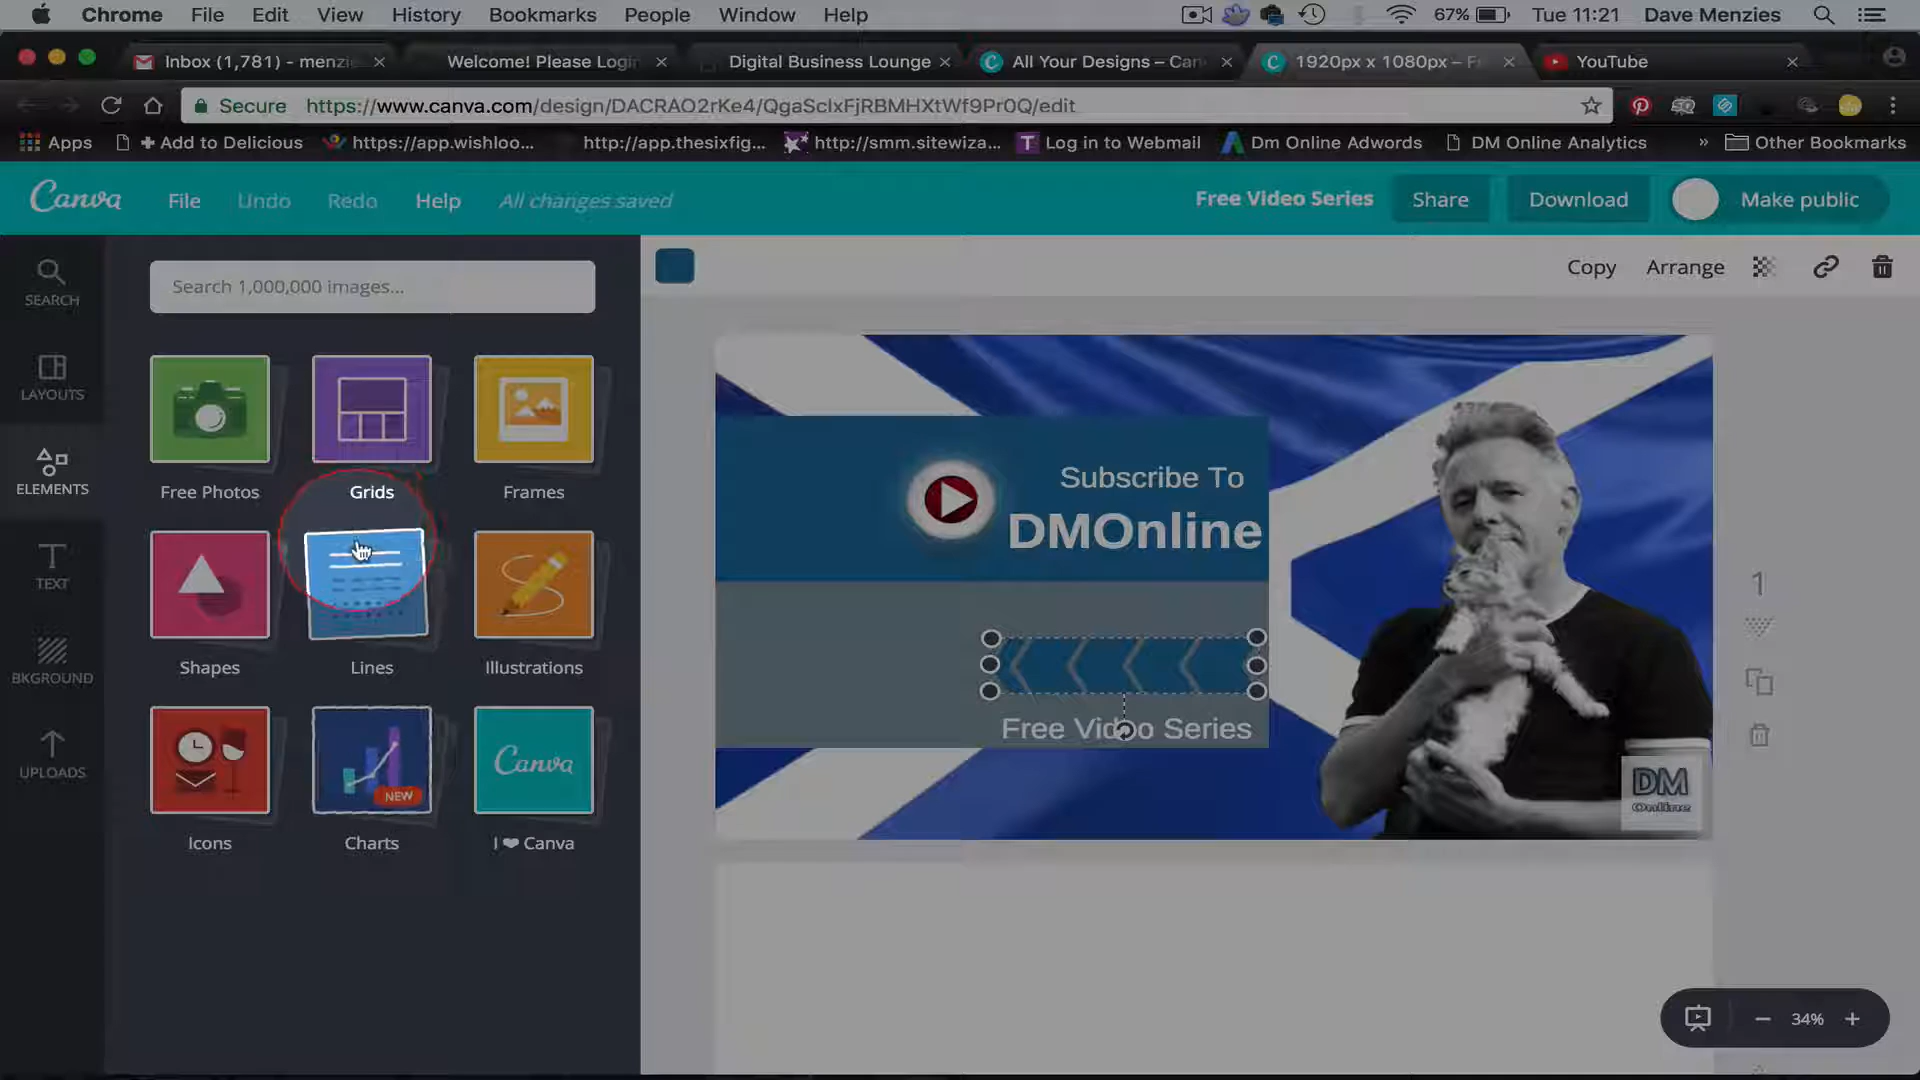 Chrome File Edit View History Bookmarks People Window Help 67% Tue 11:21 Dave Menzies
Inbox (1,781) - menzie Welcome! Please Login Digital Business Lounge All Your Designs – Can 1920px x 1080px – Fr YouTube
Secure https://www.canva.com/design/DACRAO2rKe4/QgaSclxFjRBMHXtWf9Pr0Q/edit
Apps + Add to Delicious https://app.wishloo... http://app.thesixfig... http://smm.sitewiza... Log in to Webmail Dm Online Adwords DM Online Analytics » Other Bookmarks
Canva File Undo Redo Help All changes saved Free Video Series Share Download Make public
SEARCH
LAYOUTS
ELEMENTS
TEXT
BKGROUND
UPLOADS
Search 1,000,000 images...
Free Photos Grids Frames
Shapes Lines Illustrations
NEW
Canva
Icons Charts I ❤ Canva
Copy Arrange
Subscribe To
DMOnline
Free Video Series
DM
Online
1
34%